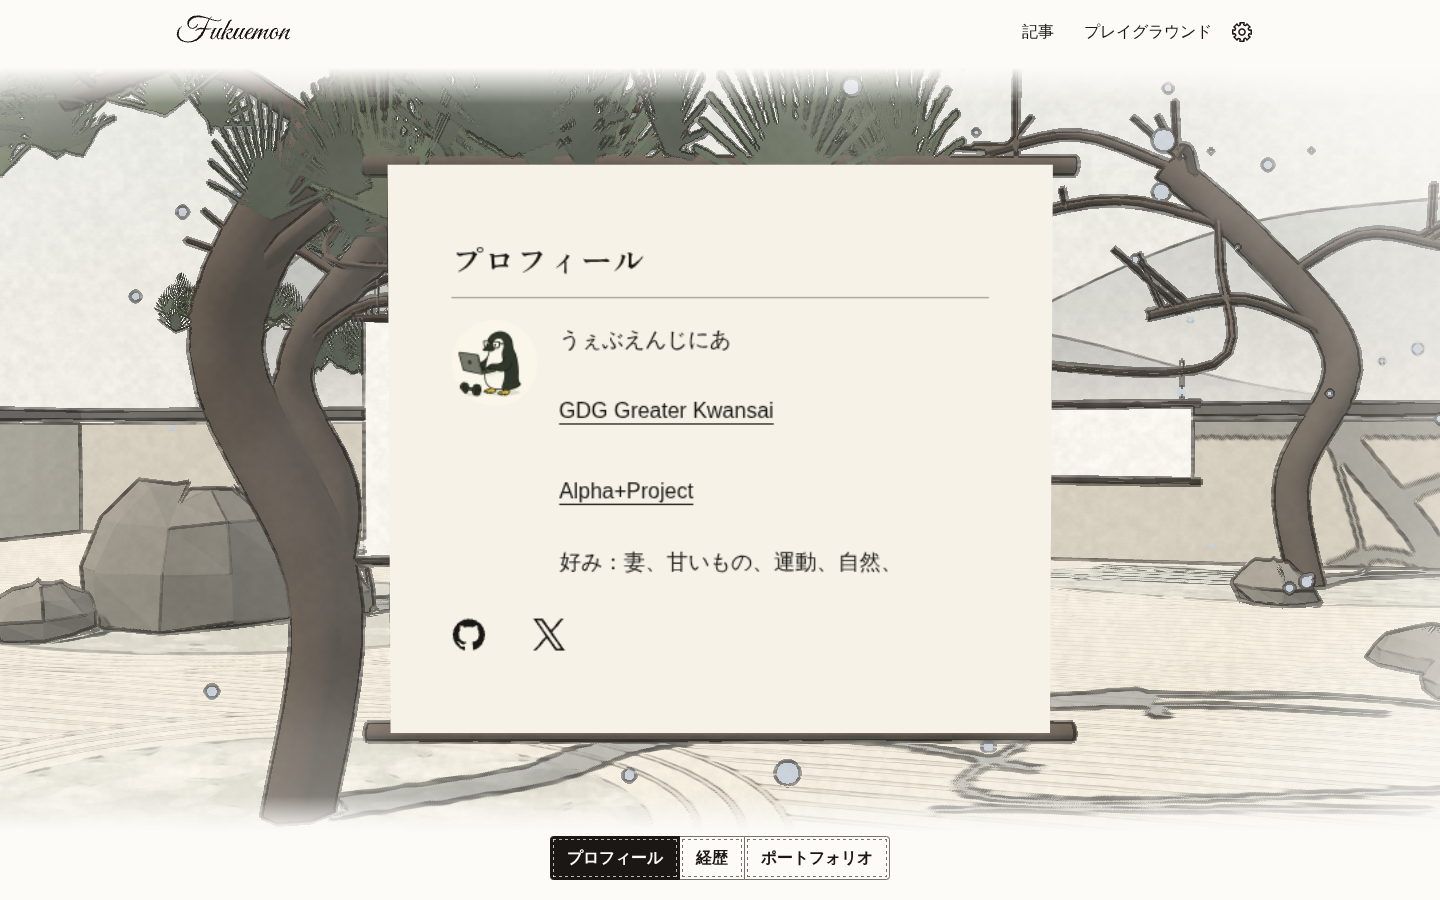 Fukuemon
記事
プレイグラウンド
プロフィール
うぇぶえんじにあ
GDG Greater Kwansai
Alpha+Project
好み：妻、甘いもの、運動、自然、
プロフィール
経歴
ポートフォリオ